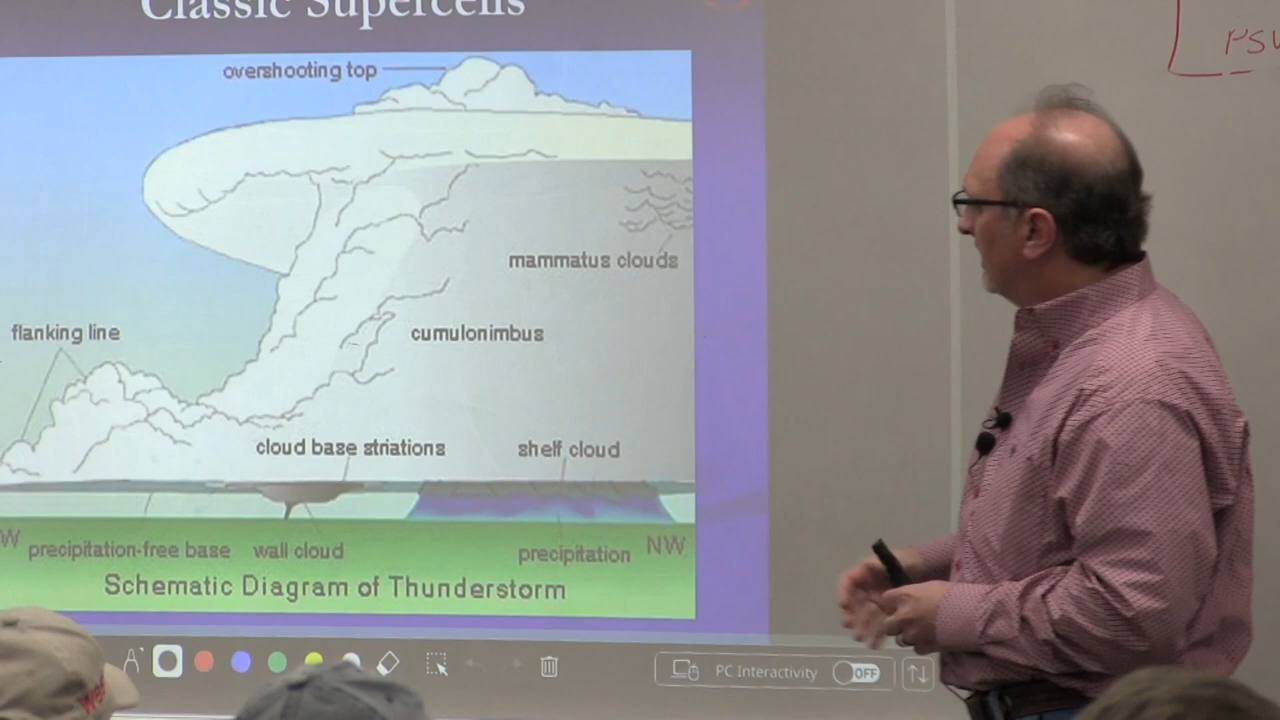 Classic Supercells
overshooting top
mammatus clouds
flanking line
cumulonimbus
cloud base striations
shelf cloud
W
precipitation-free base
wall cloud
precipitation
NW
Schematic Diagram of Thunderstorm
PC Interactivity
OFF